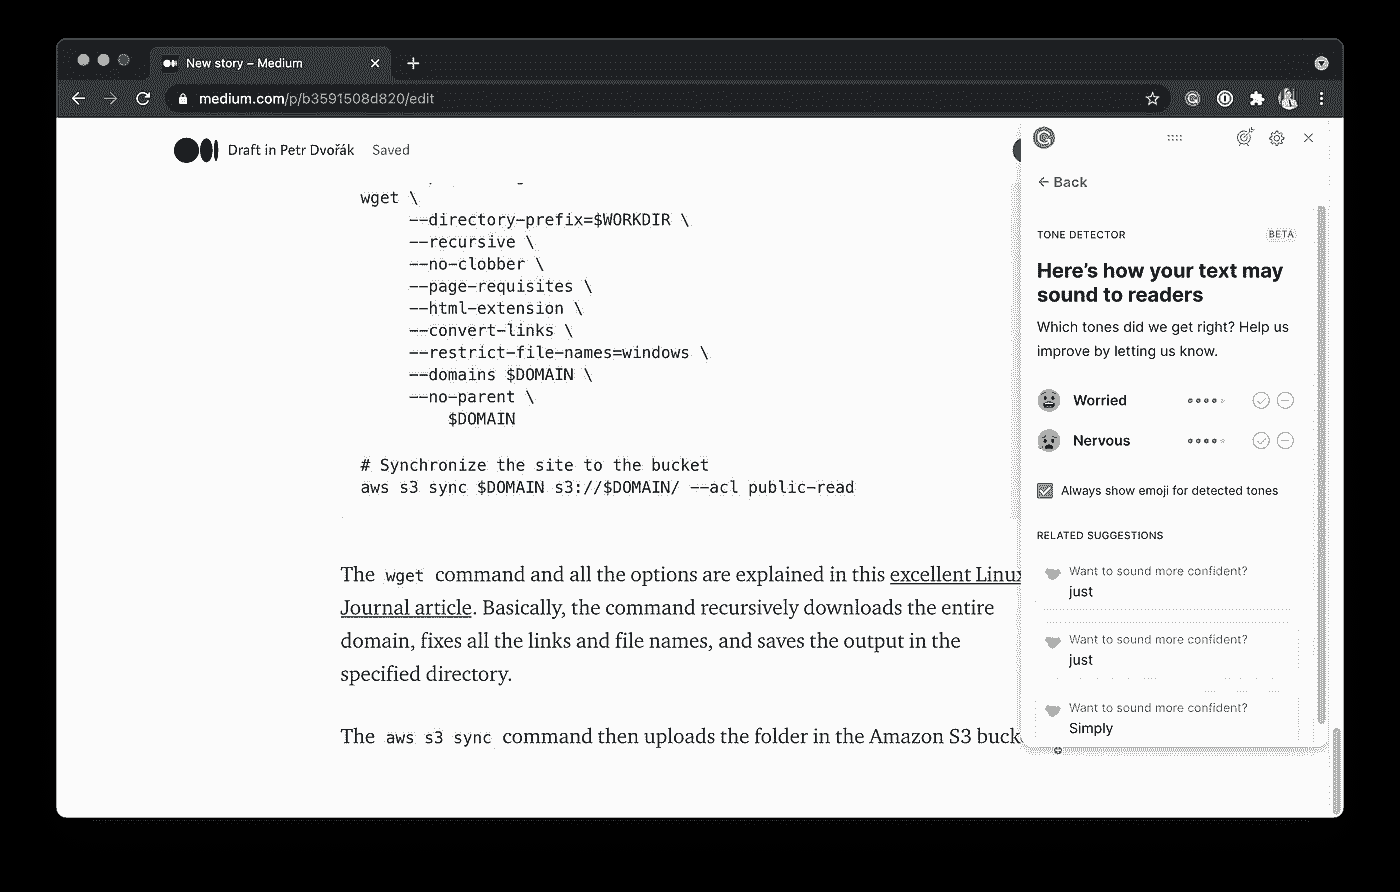 New story – Medium
medium.com/p/b3591508d820/edit
Draft in Petr Dvořák Saved
wget \
--directory-prefix=$WORKDIR \
--recursive \
--no-clobber \
--page-requisites \
--html-extension \
--convert-links \
--restrict-file-names=windows \
--domains $DOMAIN \
--no-parent \
$DOMAIN
# Synchronize the site to the bucket
aws s3 sync $DOMAIN s3://$DOMAIN/ --acl public-read
The wget command and all the options are explained in this excellent Linux
Journal article. Basically, the command recursively downloads the entire
domain, fixes all the links and file names, and saves the output in the
specified directory.
The aws s3 sync command then uploads the folder in the Amazon S3 buck
Back
TONE DETECTOR BETA
Here's how your text may
sound to readers
Which tones did we get right? Help us
improve by letting us know.
Worried
Nervous
Always show emoji for detected tones
RELATED SUGGESTIONS
Want to sound more confident?
just
Want to sound more confident?
just
Want to sound more confident?
Simply